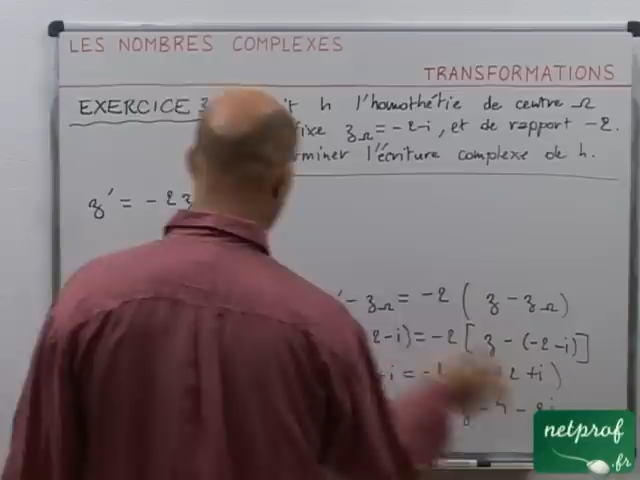 LES NOMBRES COMPLEXES
TRANSFORMATIONS
EXERCICE 3 t h l'homothétie de centre Ω
fixe z_Ω = -2-i, et de rapport -2.
miner l'écriture complexe de h.
z' = -2z
' - z_Ω = -2 ( z - z_Ω )
2-i) = -2 [ z - (-2-i) ]
-i = -2 2 + i )
z - 4 - 2i
netprof
.fr